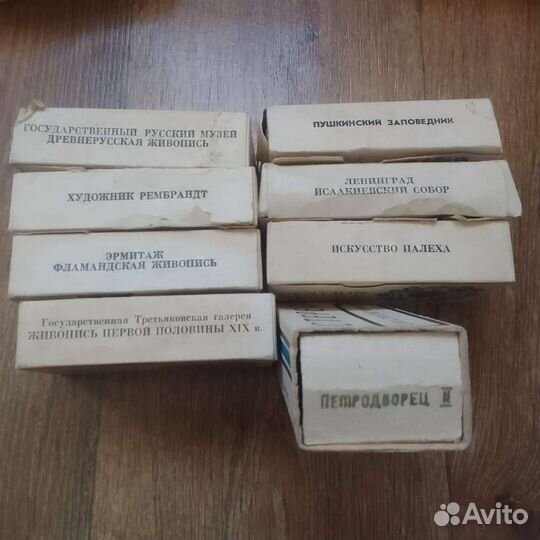 ГОСУДАРСТВЕННЫЙ РУССКИЙ МУЗЕЙ
ДРЕВНЕРУССКАЯ ЖИВОПИСЬ
ХУДОЖНИК РЕМБРАНДТ
ЭРМИТАЖ
ФЛАМАНДСКАЯ ЖИВОПИСЬ
Государственная Третьяковская галерея
ЖИВОПИСЬ ПЕРВОЙ ПОЛОВИНЫ XIX в.
ПУШКИНСКИЙ ЗАПОВЕДНИК
ЛЕНИНГРАД
ИСААКИЕВСКИЙ СОБОР
ИСКУССТВО ПАЛЕХА
ПЕТРОДВОРЕЦ II
Avito